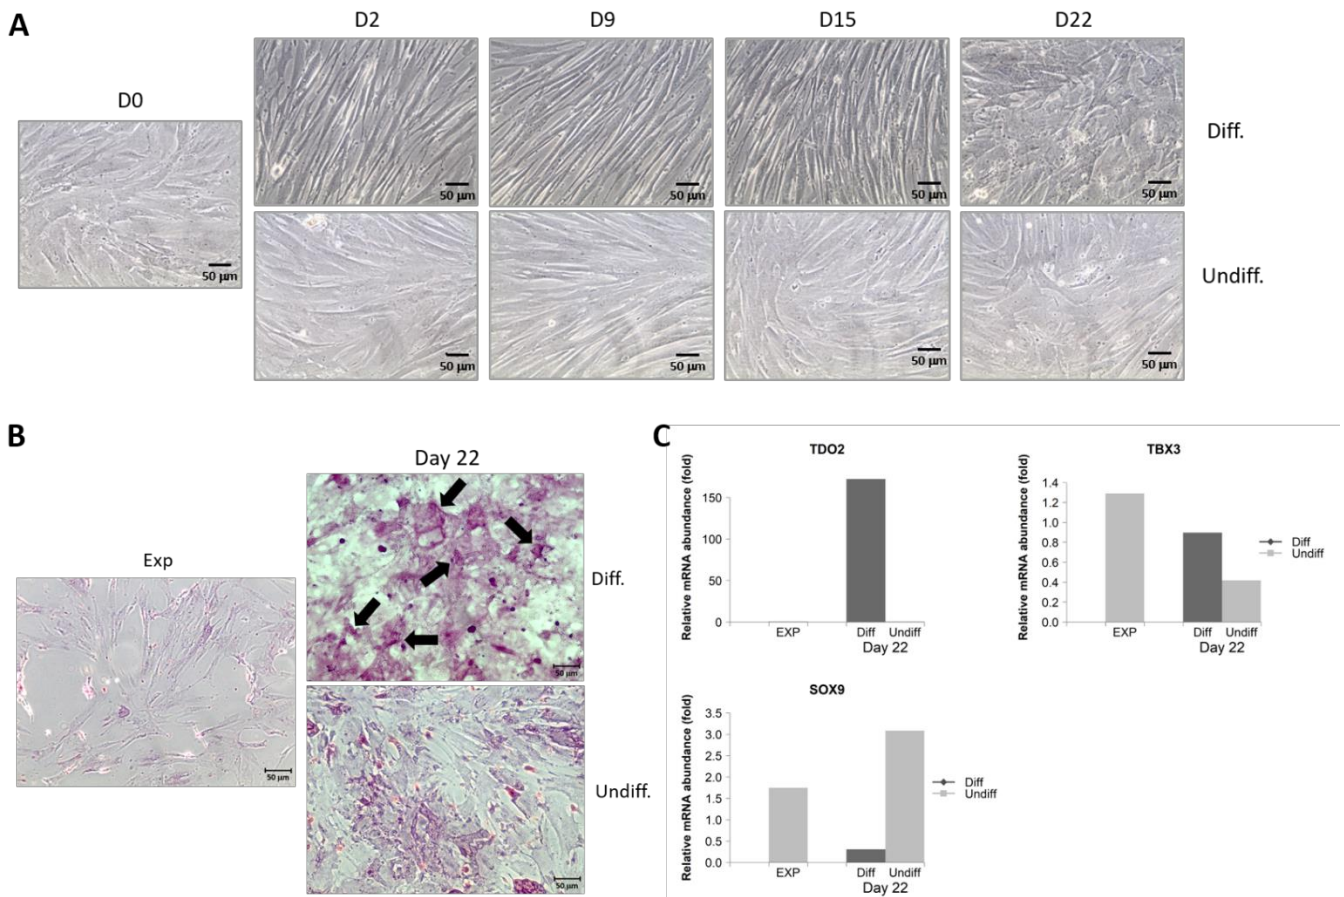 A
D0
D2
D9
D15
D22
50 µm
50 µm
50 µm
50 µm
50 µm
Diff.
50 µm
50 µm
50 µm
50 µm
Undiff.
B
Exp
50 µm
Day 22
50 µm
Diff.
50 µm
Undiff.
C
TDO2
Relative mRNA abundance (fold)
150
100
50
0
EXP
Diff
Undiff
Day 22
TBX3
Relative mRNA abundance (fold)
1.4
1.2
1.0
0.8
0.6
0.4
0.2
0.0
EXP
Diff
Undiff
Day 22
Diff
Undiff
SOX9
Relative mRNA abundance (fold)
3.5
3.0
2.5
2.0
1.5
1.0
0.5
0.0
EXP
Diff
Undiff
Day 22
Diff
Undiff